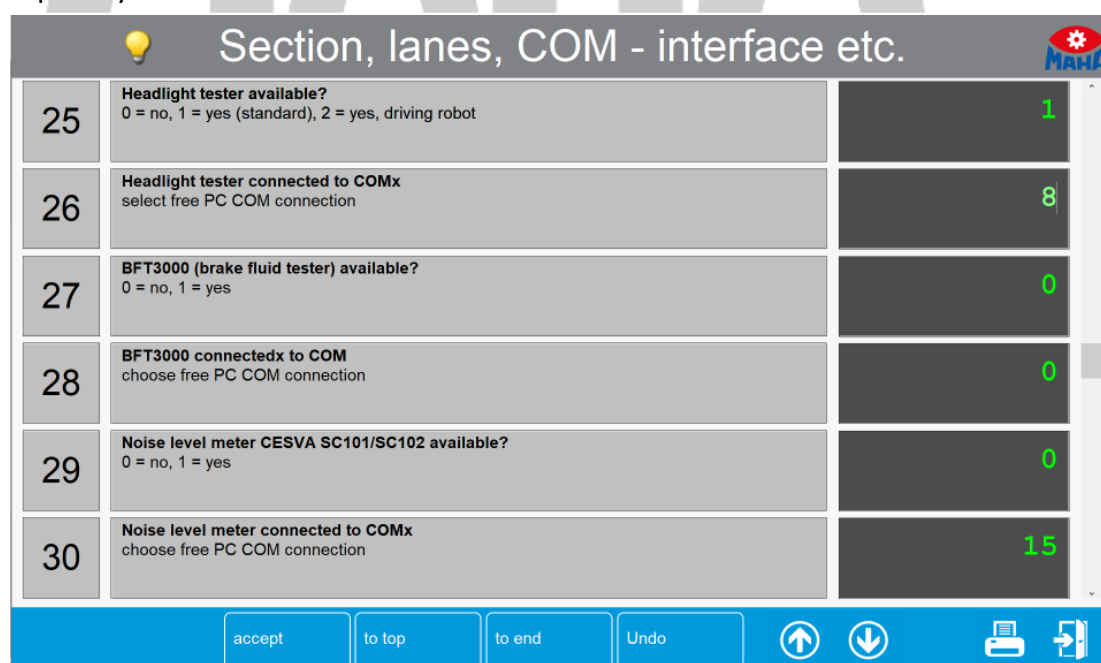 Section, lanes, COM - interface etc.
MAHA
25
Headlight tester available?
0 = no, 1 = yes (standard), 2 = yes, driving robot
1
26
Headlight tester connected to COMx
select free PC COM connection
8
27
BFT3000 (brake fluid tester) available?
0 = no, 1 = yes
0
28
BFT3000 connectedx to COM
choose free PC COM connection
0
29
Noise level meter CESVA SC101/SC102 available?
0 = no, 1 = yes
0
30
Noise level meter connected to COMx
choose free PC COM connection
15
accept to top to end Undo